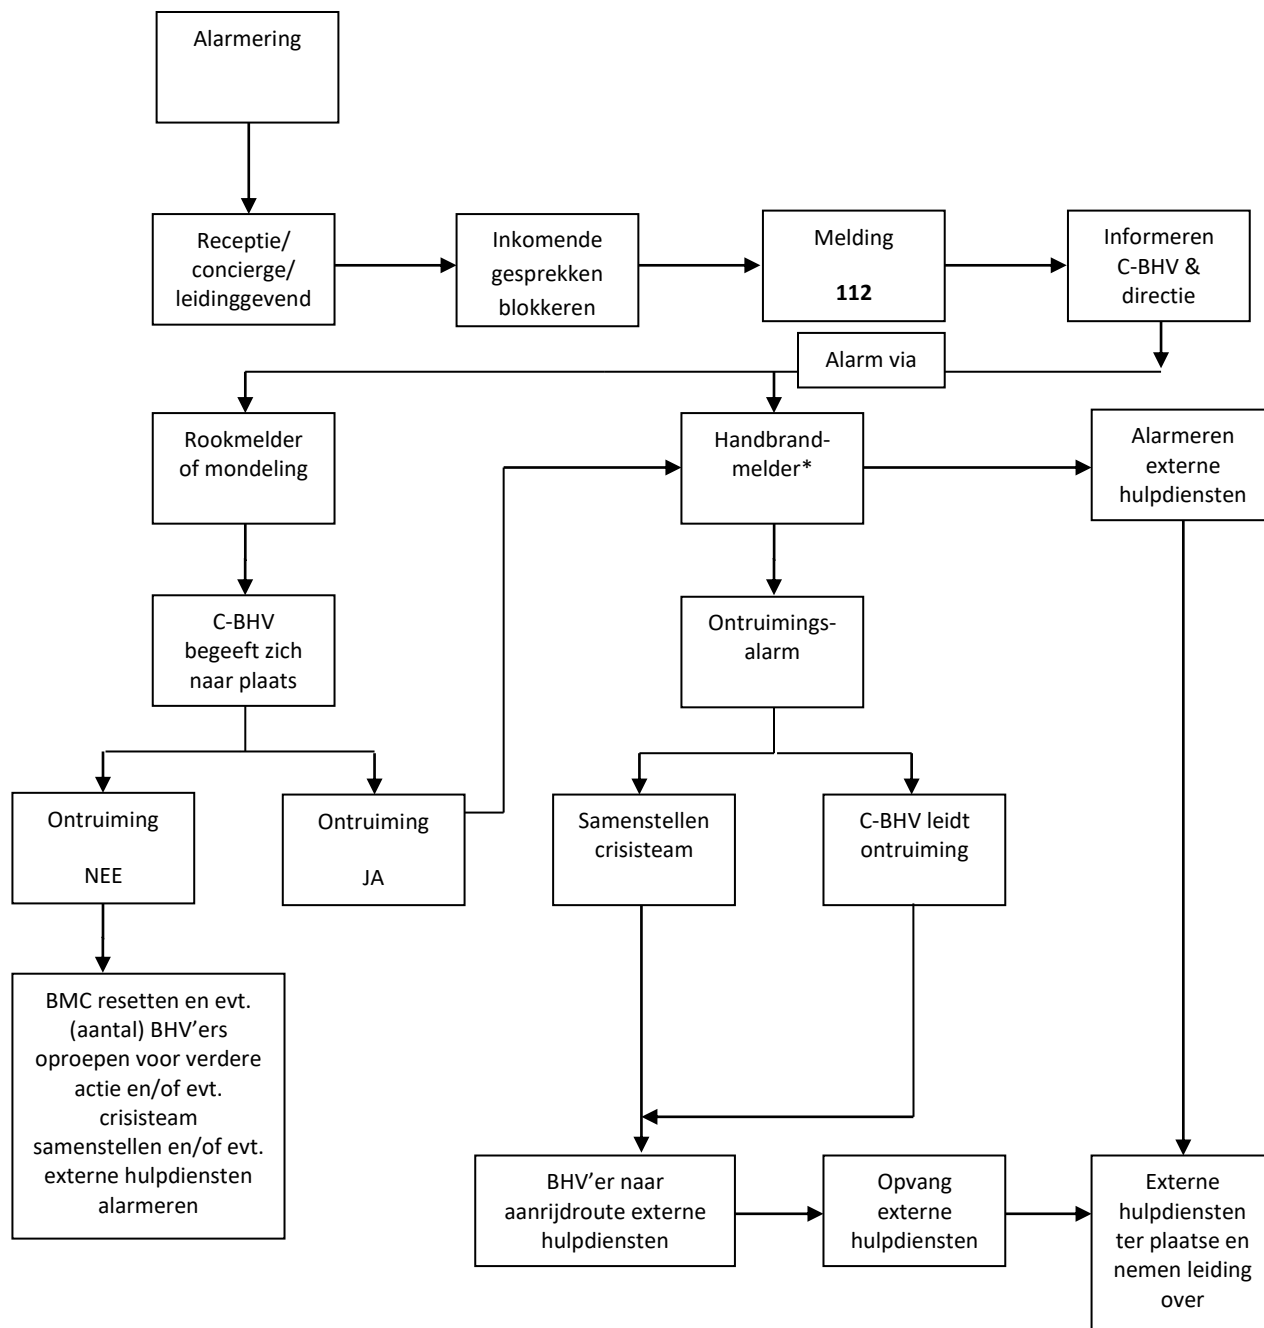 Alarmering
Receptie/
concierge/
leidinggevend
Inkomende
gesprekken
blokkeren
Melding
112
Informeren
C-BHV &
directie
Alarm via
Rookmelder
of mondeling
Handbrand-
melder*
Alarmeren
externe
hulpdiensten
C-BHV
begeeft zich
naar plaats
Ontruimings-
alarm
Ontruiming
NEE
Ontruiming
JA
Samenstellen
crisisteam
C-BHV leidt
ontruiming
BMC resetten en evt.
(aantal) BHV’ers
oproepen voor verdere
actie en/of evt.
crisisteam
samenstellen en/of evt.
externe hulpdiensten
alarmeren
BHV’er naar
aanrijdroute externe
hulpdiensten
Opvang
externe
hulpdiensten
Externe
hulpdiensten
ter plaatse en
nemen leiding
over